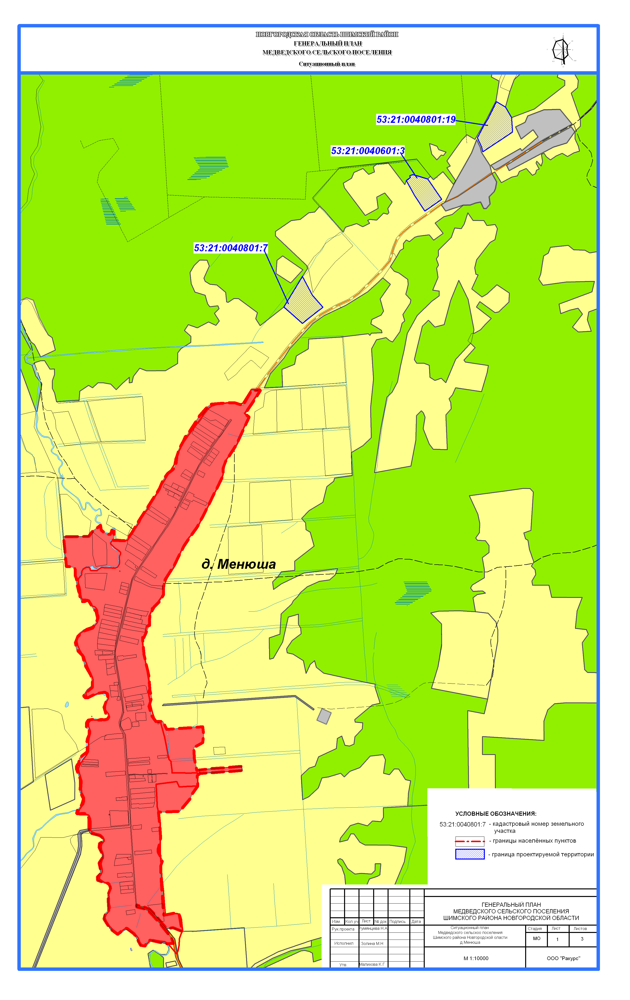 НОВГОРОДСКАЯ ОБЛАСТЬ ШИМСКИЙ РАЙОН
ГЕНЕРАЛЬНЫЙ ПЛАН
МЕДВЕДСКОГО СЕЛЬСКОГО ПОСЕЛЕНИЯ
Ситуационный план
53:21:0040801:19
53:21:0040601:3
53:21:0040801:7
д. Менюша
УСЛОВНЫЕ ОБОЗНАЧЕНИЯ:
53:21:0040801:7 - кадастровый номер земельного
участка
- границы населённых пунктов
- граница проектируемой территории
ГЕНЕРАЛЬНЫЙ ПЛАН
МЕДВЕДСКОГО СЕЛЬСКОГО ПОСЕЛЕНИЯ
ШИМСКОГО РАЙОНА НОВГОРОДСКОЙ ОБЛАСТИ
Изм. Кол.уч Лист № док Подпись Дата
Рук.проекта Румянцева Н.А
Исполнил Золина М.Н
Утв. Малихова К.Г
Ситуационный план
Медведского сельскоо поселения
Шимского района Новгородской оласти
д.Менюша
Стадия Лист Листов
МО 1 3
М 1:10000
ООО "Ракурс"